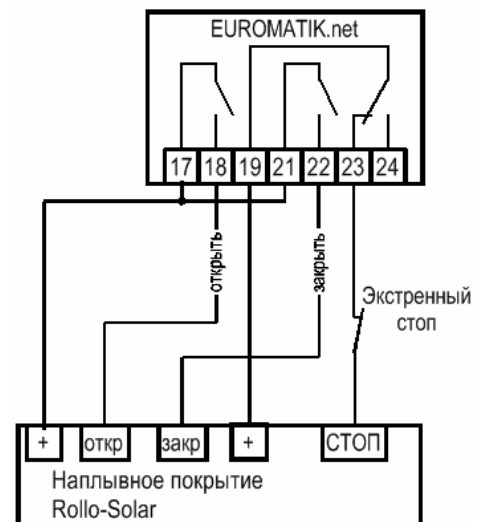 EUROMATIK.net
17 18 19 21 22 23 24
открыть
закрыть
Экстренный
стоп
+ откр закр + СТОП
Наплывное покрытие
Rollo-Solar